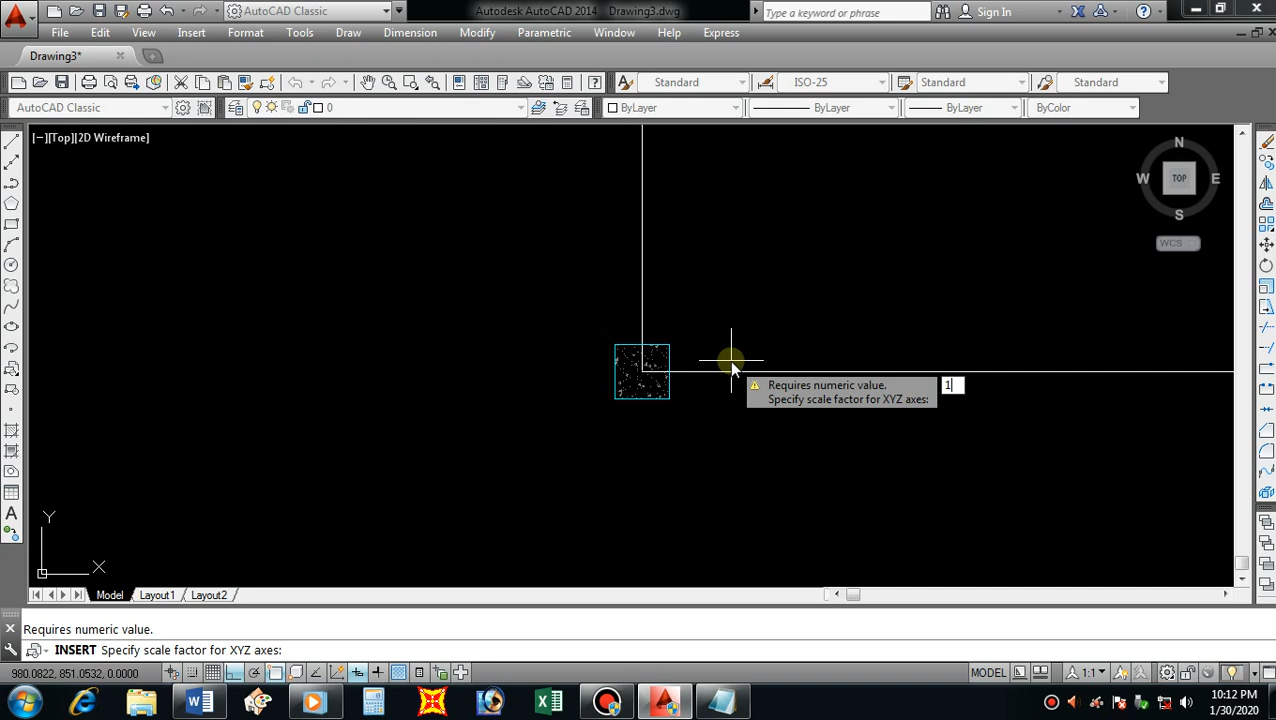 AutoCAD Classic
Autodesk AutoCAD 2014 Drawing3.dwg
Type a keyword or phrase
Sign In
File Edit View Insert Format Tools Draw Dimension Modify Parametric Window Help Express
Drawing3*
Standard ISO-25 Standard Standard
AutoCAD Classic 0 ByLayer ByLayer ByLayer ByColor
[−][Top][2D Wireframe]
N
W TOP E
S
WCS
Requires numeric value. 1
Specify scale factor for XYZ axes:
Y
X
Model Layout1 Layout2
Requires numeric value.
INSERT Specify scale factor for XYZ axes:
980.0822, 851.0532, 0.0000 MODEL 1:1
10:12 PM
1/30/2020